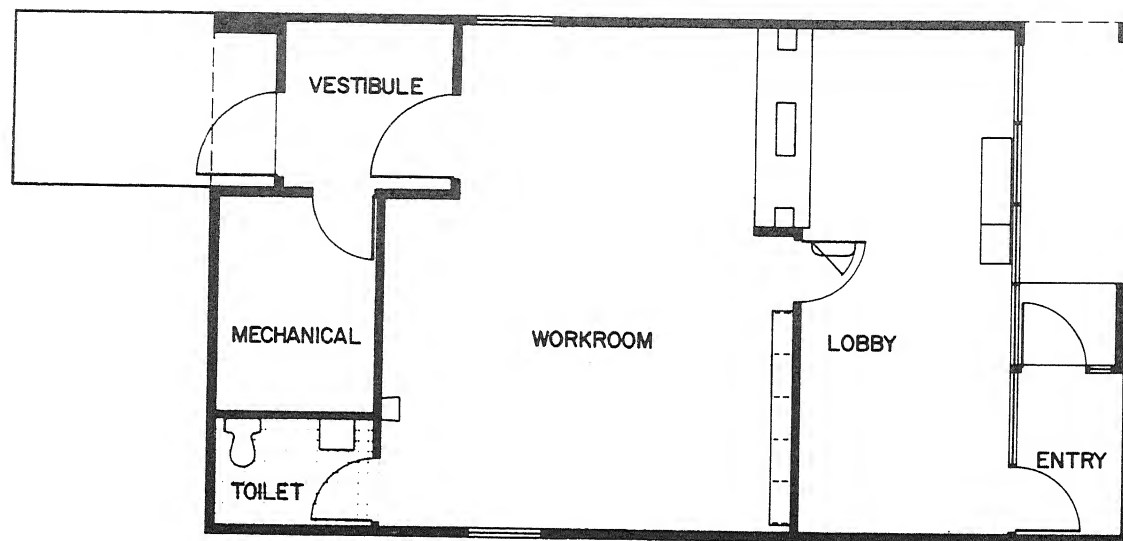 VESTIBULE
MECHANICAL
WORKROOM
LOBBY
TOILET
ENTRY